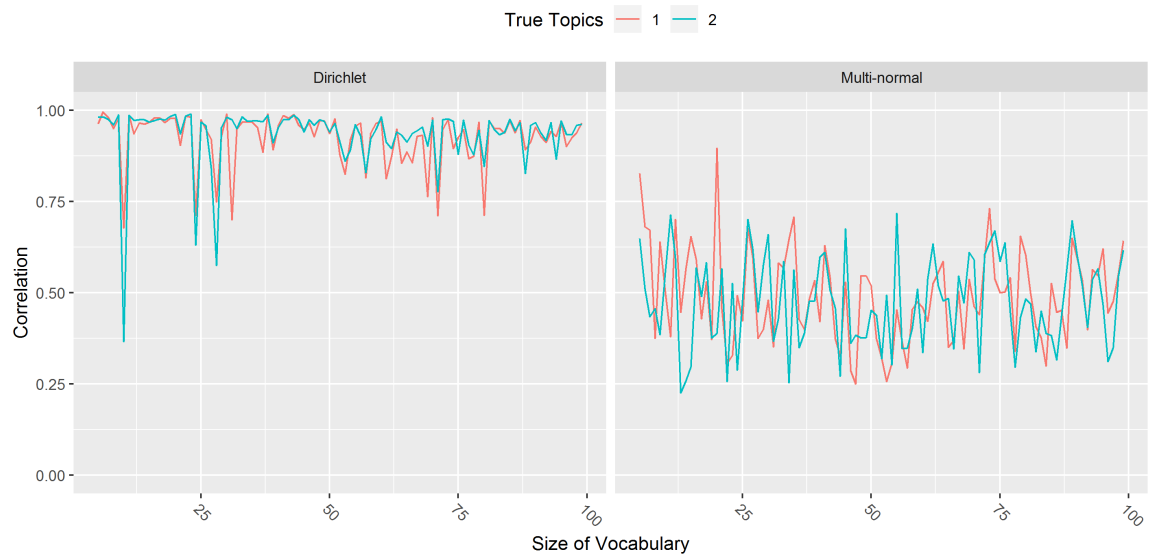 True Topics 1 2
Dirichlet Multi-normal
Correlation
1.00
0.75
0.50
0.25
0.00
25 50 75 100 25 50 75 100
Size of Vocabulary